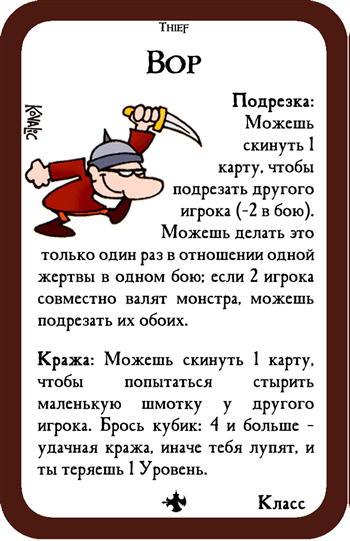 Thief
Вор
Kovalic
Подрезка:
Можешь
скинуть 1
карту, чтобы
подрезать другого
игрока (-2 в бою).
Можешь делать это
только один раз в отношении одной
жертвы в одном бою; если 2 игрока
совместно валят монстра, можешь
подрезать их обоих.
Кража: Можешь скинуть 1 карту,
чтобы попытаться стырить
маленькую шмотку у другого
игрока. Брось кубик: 4 и больше -
удачная кража, иначе тебя лупят, и
ты теряешь 1 Уровень.
Класс